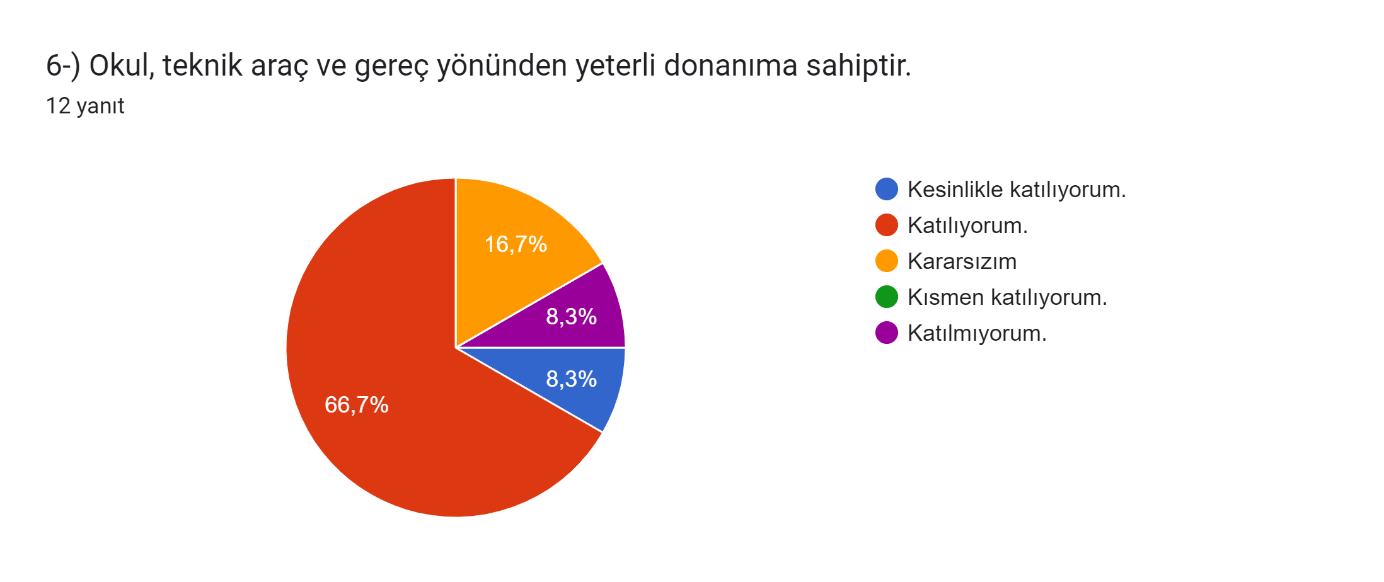 6-) Okul, teknik araç ve gereç yönünden yeterli donanıma sahiptir.
12 yanıt
16,7%
8,3%
8,3%
66,7%
Kesinlikle katılıyorum.
Katılıyorum.
Kararsızım
Kısmen katılıyorum.
Katılmıyorum.